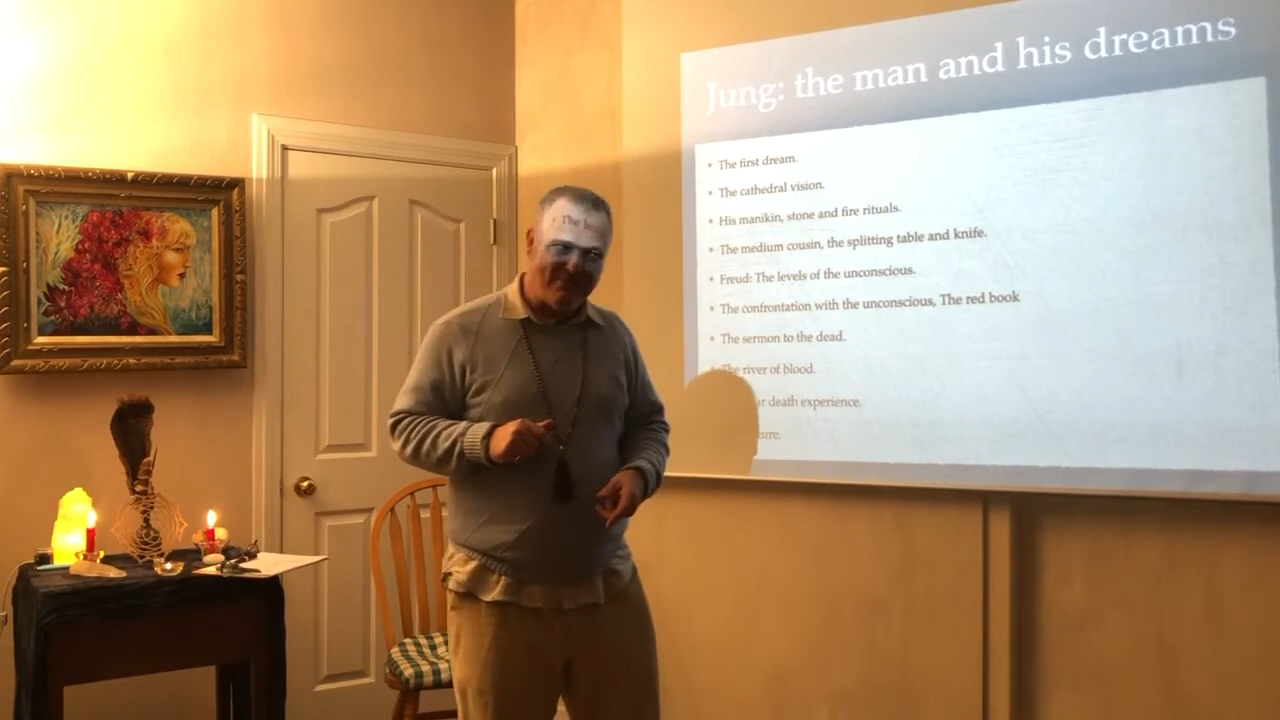 Jung: the man and his dreams
• The first dream.
• The cathedral vision.
• His manikin, stone and fire rituals.
• The medium cousin, the splitting table and knife.
• Freud: The levels of the unconscious.
• The confrontation with the unconscious, The red book
• The sermon to the dead.
• The river of blood.
death experience.
• The